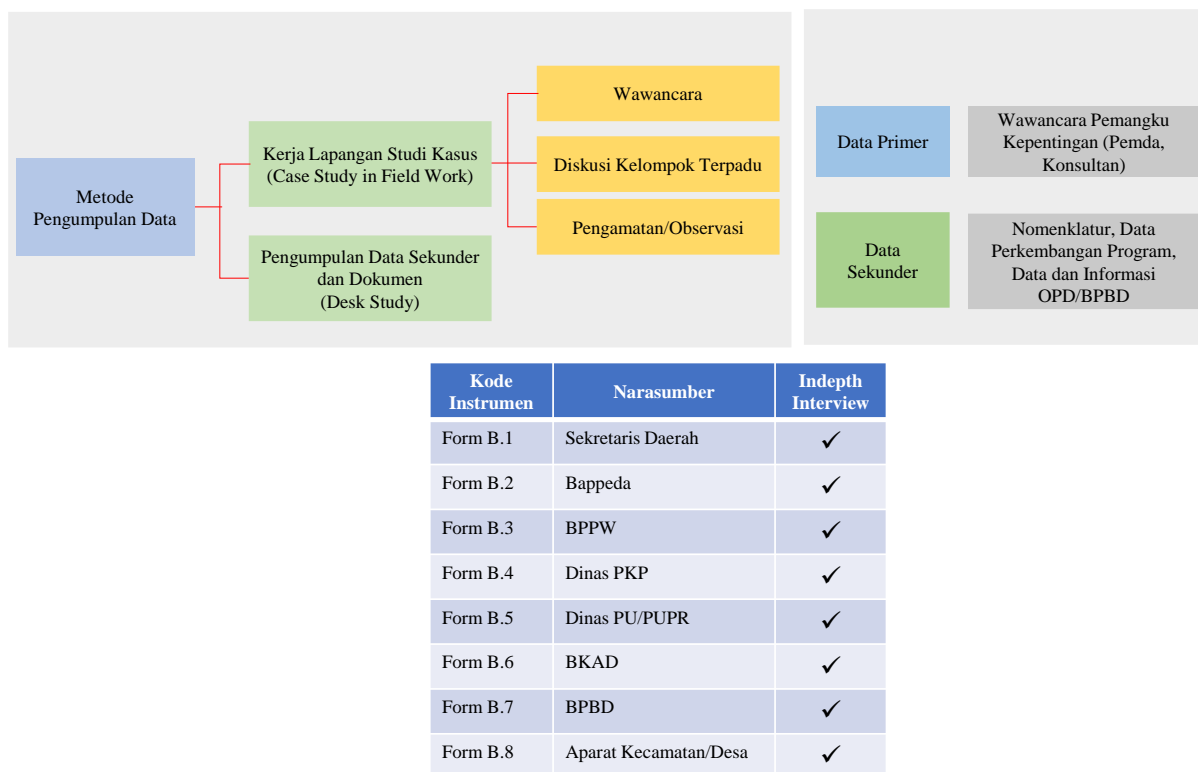 Metode
Pengumpulan Data
Kerja Lapangan Studi Kasus
(Case Study in Field Work)
Pengumpulan Data Sekunder
dan Dokumen
(Desk Study)
Wawancara
Diskusi Kelompok Terpadu
Pengamatan/Observasi
Data Primer
Wawancara Pemangku
Kepentingan (Pemda,
Konsultan)
Data
Sekunder
Nomenklatur, Data
Perkembangan Program,
Data dan Informasi
OPD/BPBD
Kode
Instrumen
Narasumber
Indepth
Interview
Form B.1 Sekretaris Daerah ✓
Form B.2 Bappeda ✓
Form B.3 BPPW ✓
Form B.4 Dinas PKP ✓
Form B.5 Dinas PU/PUPR ✓
Form B.6 BKAD ✓
Form B.7 BPBD ✓
Form B.8 Aparat Kecamatan/Desa ✓